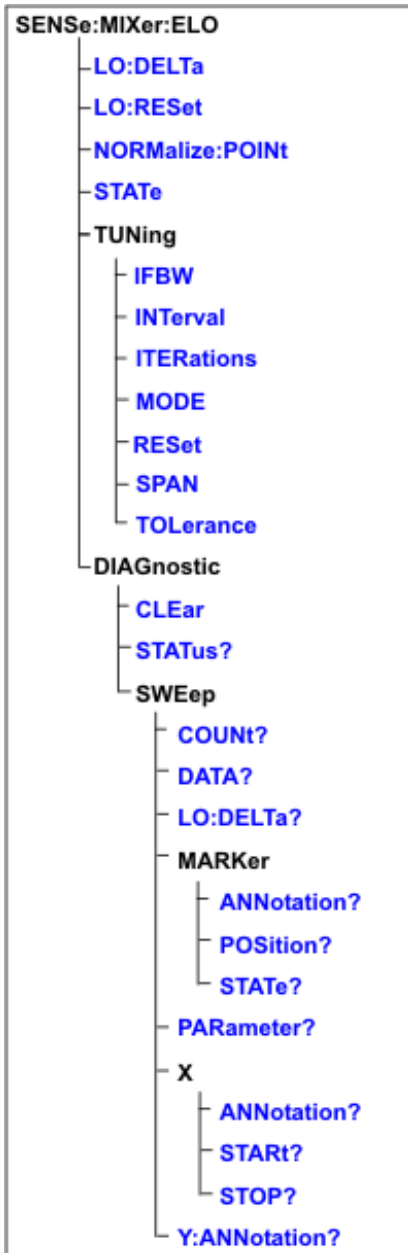 SENSe:MIXer:ELO
LO:DELTa
LO:RESet
NORMalize:POINt
STATe
TUNing
IFBW
INTerval
ITERations
MODE
RESet
SPAN
TOLerance
DIAGnostic
CLEar
STATus?
SWEep
COUNt?
DATA?
LO:DELTa?
MARKer
ANNotation?
POSition?
STATe?
PARameter?
X
ANNotation?
STARt?
STOP?
Y:ANNotation?